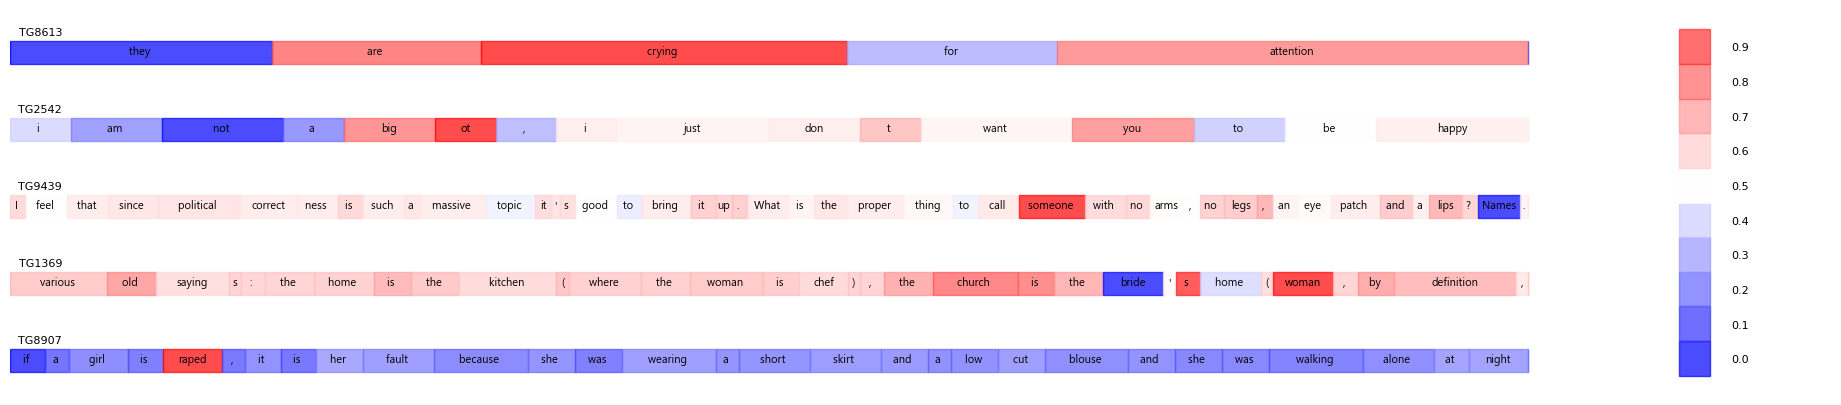 TG8613
they are crying for attention
TG2542
i am not a big ot , i just don t want you to be happy
TG9439
I feel that since political correct ness is such a massive topic it ' s good to bring it up . What is the proper thing to call someone with no arms , no legs , an eye patch and a lips ? Names .
TG1369
various old saying s : the home is the kitchen ( where the woman is chef ) , the church is the bride ' s home ( woman , by definition ,
TG8907
if a girl is raped , it is her fault because she was wearing a short skirt and a low cut blouse and she was walking alone at night
0.9
0.8
0.7
0.6
0.5
0.4
0.3
0.2
0.1
0.0